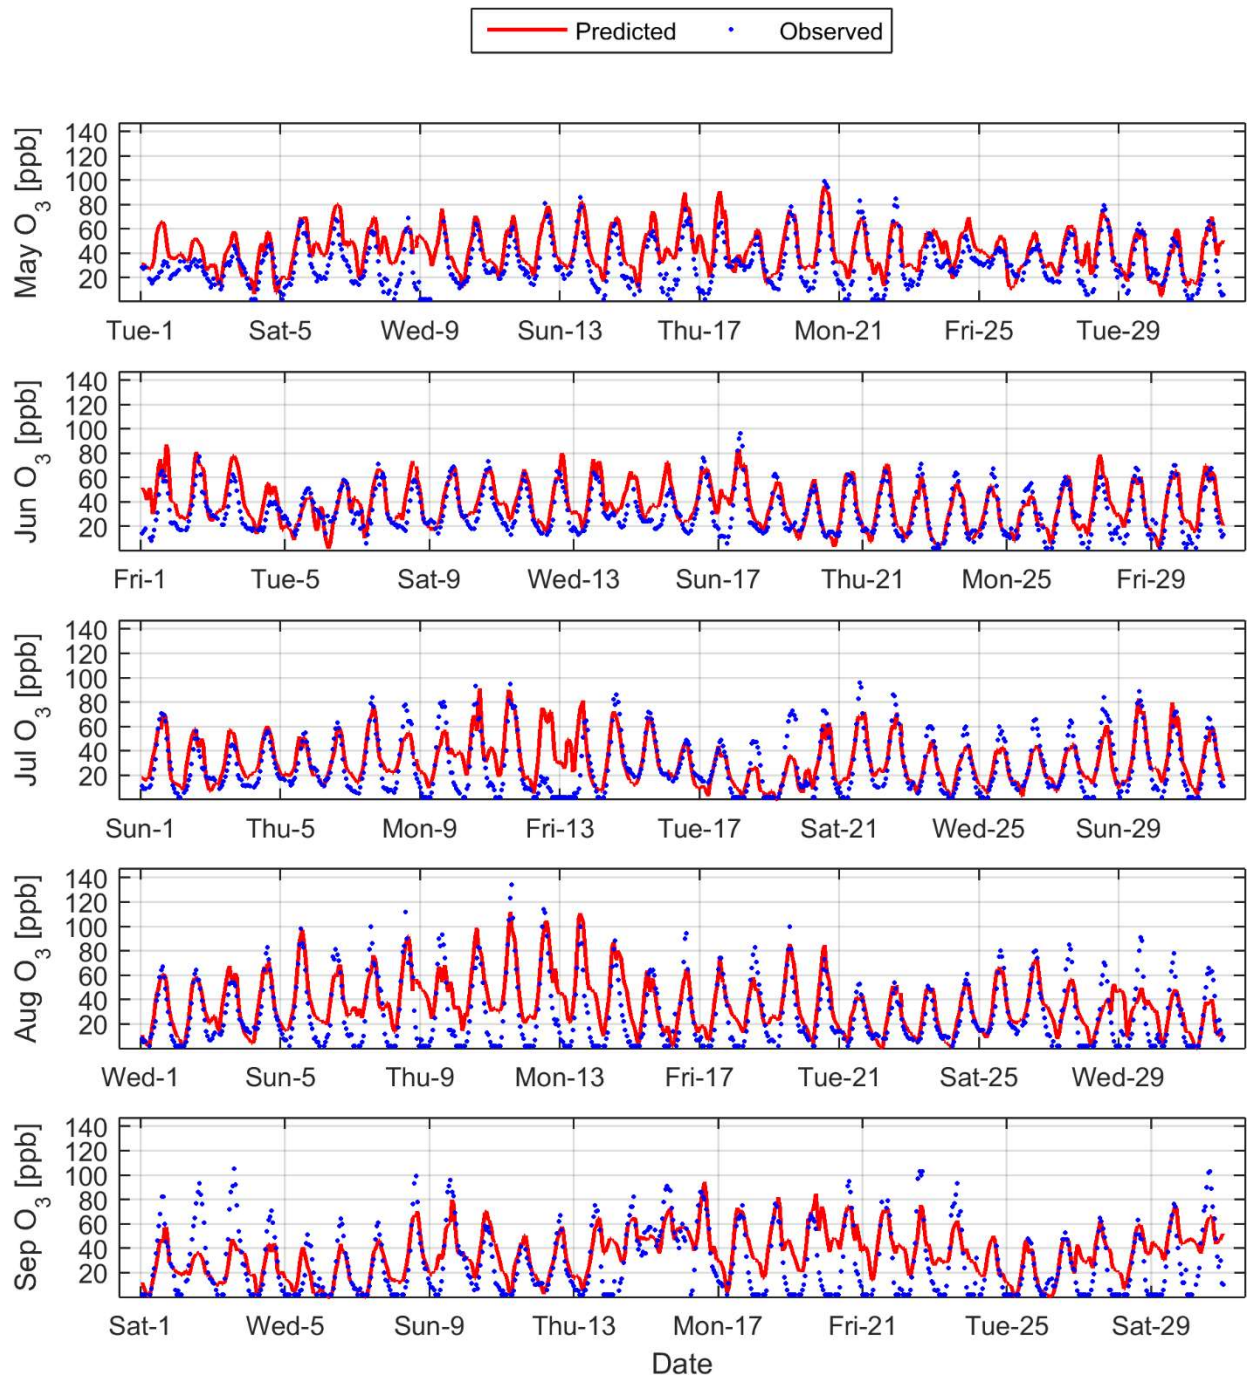 Predicted Observed
May O3 [ppb]
140
120
100
80
60
40
20
Tue-1 Sat-5 Wed-9 Sun-13 Thu-17 Mon-21 Fri-25 Tue-29
Jun O3 [ppb]
140
120
100
80
60
40
20
Fri-1 Tue-5 Sat-9 Wed-13 Sun-17 Thu-21 Mon-25 Fri-29
Jul O3 [ppb]
140
120
100
80
60
40
20
Sun-1 Thu-5 Mon-9 Fri-13 Tue-17 Sat-21 Wed-25 Sun-29
Aug O3 [ppb]
140
120
100
80
60
40
20
Wed-1 Sun-5 Thu-9 Mon-13 Fri-17 Tue-21 Sat-25 Wed-29
Sep O3 [ppb]
140
120
100
80
60
40
20
Sat-1 Wed-5 Sun-9 Thu-13 Mon-17 Fri-21 Tue-25 Sat-29
Date